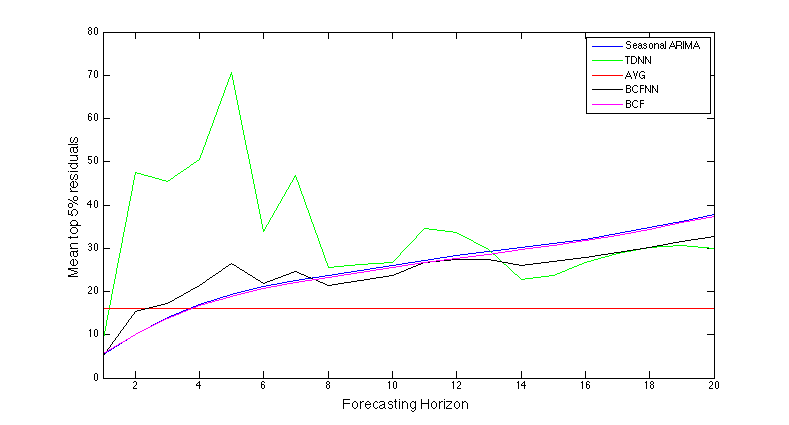 80
70
60
50
40
30
20
10
0
Mean top 5% residuals
Seasonal ARIMA
TDNN
AVG
BCFNN
BCF
2 4 6 8 10 12 14 16 18 20
Forecasting Horizon